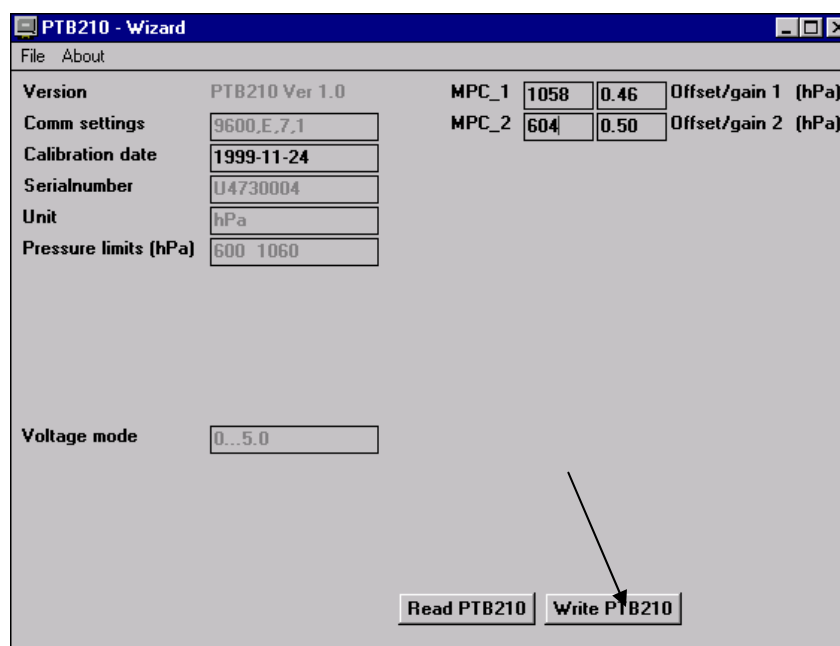 PTB210 - Wizard
File About
Version PTB210 Ver 1.0 MPC_1 1058 0.46 Offset/gain 1 (hPa)
Comm settings 9600,E,7,1 MPC_2 604 0.50 Offset/gain 2 (hPa)
Calibration date 1999-11-24
Serialnumber U4730004
Unit hPa
Pressure limits (hPa) 600 1060
Voltage mode 0...5.0
Read PTB210 Write PTB210